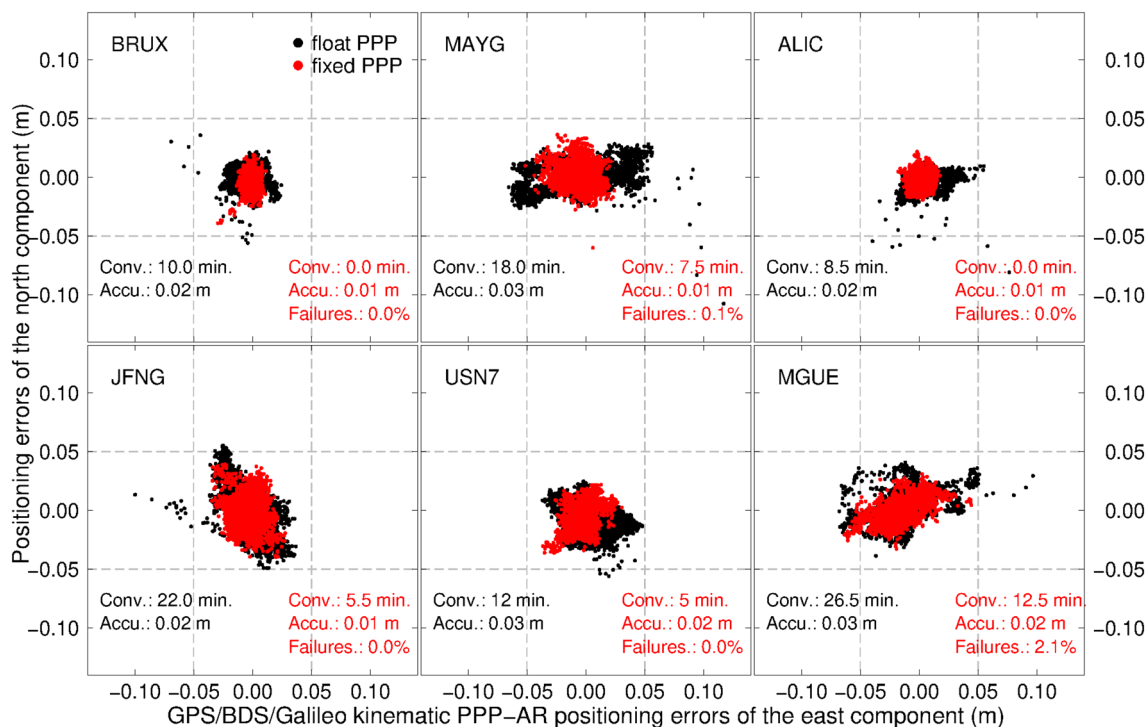 BRUX
float PPP
fixed PPP
MAYG
ALIC
0.10
0.05
0.00
−0.05
−0.10
0.10
0.05
0.00
−0.05
−0.10
Conv.: 10.0 min.
Accu.: 0.02 m
Conv.: 0.0 min.
Accu.: 0.01 m
Failures.: 0.0%
Conv.: 18.0 min.
Accu.: 0.03 m
Conv.: 7.5 min.
Accu.: 0.01 m
Failures.: 0.1%
Conv.: 8.5 min.
Accu.: 0.02 m
Conv.: 0.0 min.
Accu.: 0.01 m
Failures.: 0.0%
Positioning errors of the north component (m)
JFNG
USN7
MGUE
0.10
0.05
0.00
−0.05
−0.10
0.10
0.05
0.00
−0.05
−0.10
Conv.: 22.0 min.
Accu.: 0.02 m
Conv.: 5.5 min.
Accu.: 0.01 m
Failures.: 0.0%
Conv.: 12 min.
Accu.: 0.03 m
Conv.: 5 min.
Accu.: 0.02 m
Failures.: 0.0%
Conv.: 26.5 min.
Accu.: 0.03 m
Conv.: 12.5 min.
Accu.: 0.02 m
Failures.: 2.1%
−0.10 −0.05 0.00 0.05 0.10 −0.10 −0.05 0.00 0.05 0.10 −0.10 −0.05 0.00 0.05 0.10
GPS/BDS/Galileo kinematic PPP−AR positioning errors of the east component (m)